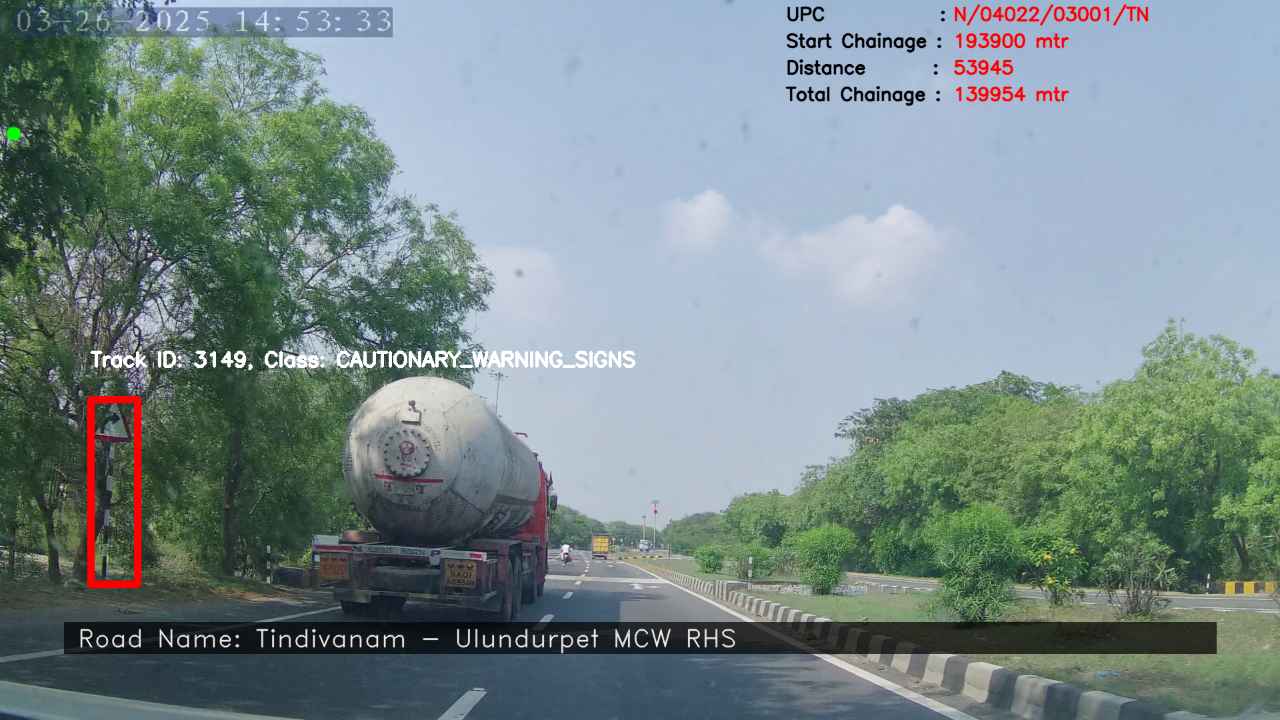 03-26-2025 14:53:33
UPC : N/04022/03001/TN
Start Chainage : 193900 mtr
Distance : 53945
Total Chainage : 139954 mtr
Track ID: 3149, Class: CAUTIONARY_WARNING_SIGNS
Road Name: Tindivanam - Ulundurpet MCW RHS